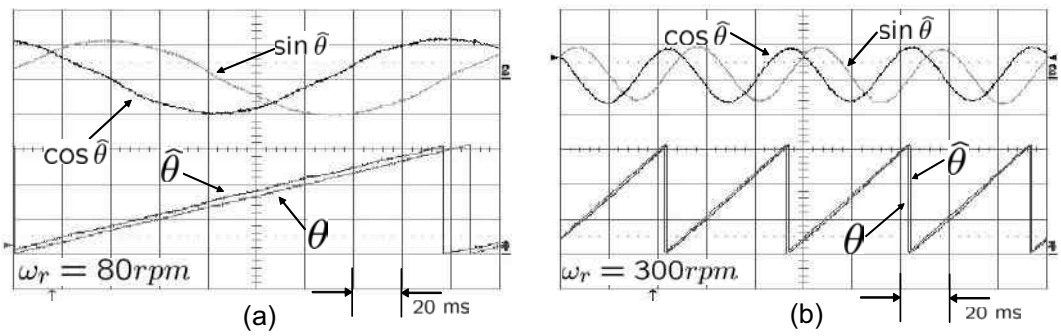 sin θ̂
cos θ̂
θ̂
θ
ω_r = 80rpm
20 ms
(a)
cos θ̂
sin θ̂
θ̂
θ
ω_r = 300rpm
20 ms
(b)